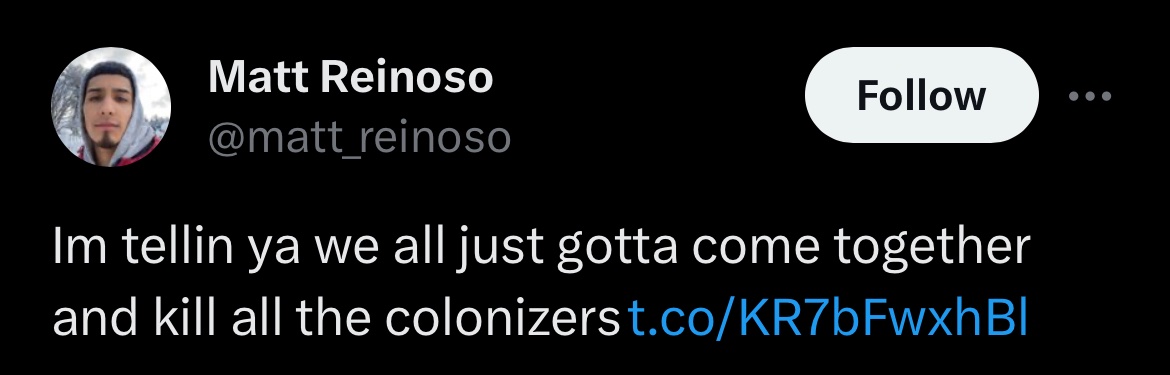 Matt Reinoso
@matt_reinoso
Follow
Im tellin ya we all just gotta come together
and kill all the colonizers t.co/KR7bFwxhBl